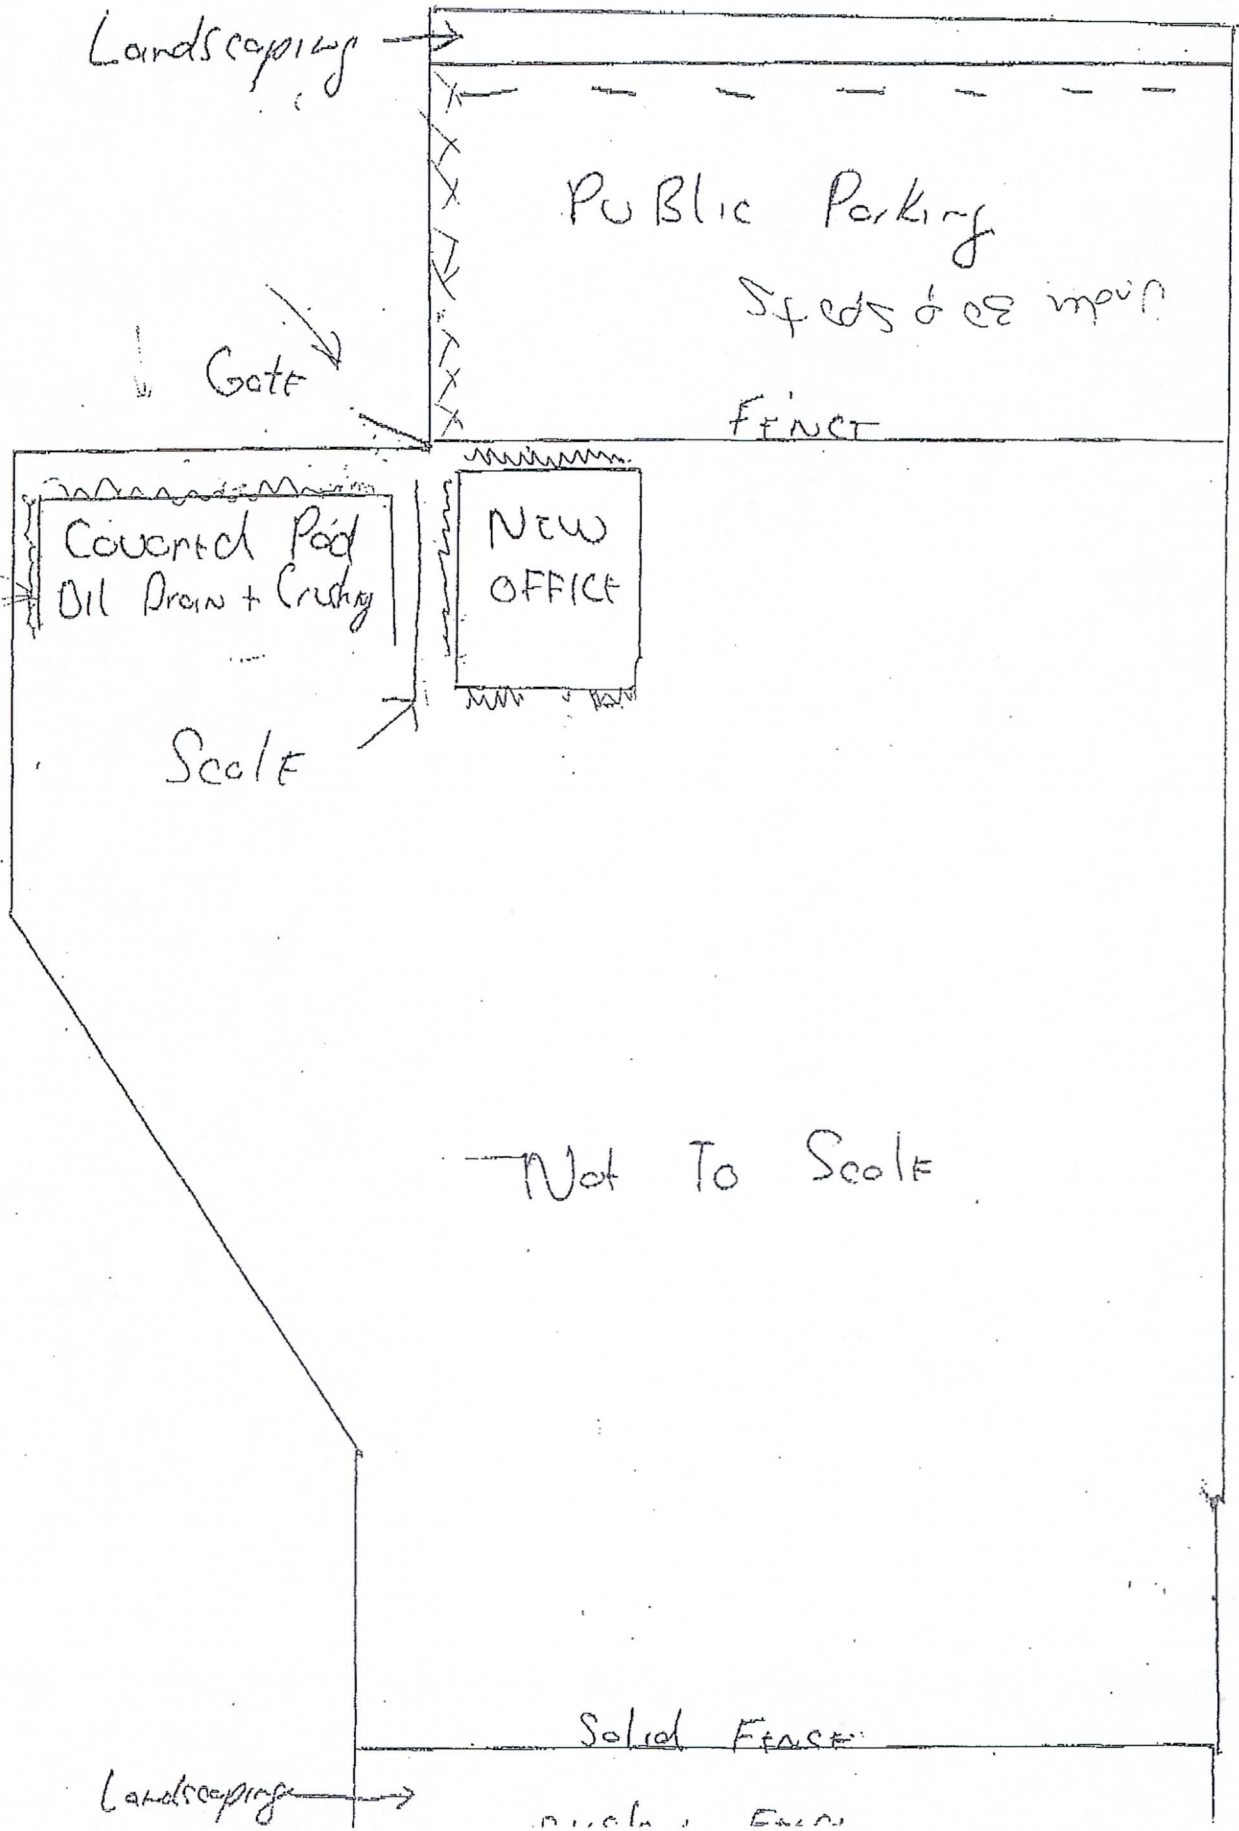 Landscaping
Public Parking
Gate
FENCE
Covered Pad
Oil Drain + Crushing
NEW
OFFICE
Scale
Not To Scale
Solid FENCE
Landscaping